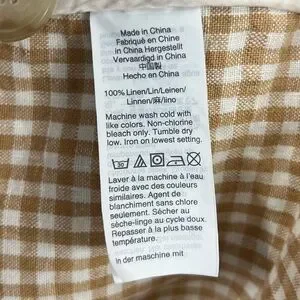 Made in China
Fabriqué en Chine
in China Hergestellt
Vervaardigd in China
中国製
Hecho en China
100% Linen/Lin/Leinen/
Linnen/麻/lino
Machine wash cold with
like colors. Non-chlorine
bleach only. Tumble dry
low. Iron on lowest setting.
Laver à la machine à l'eau
froide avec des couleurs
similaires. Agent de
blanchiment sans chlore
seulement. Sécher au
sèche-linge au cycle doux.
Repasser à la plus basse
température.
in der maschine mit